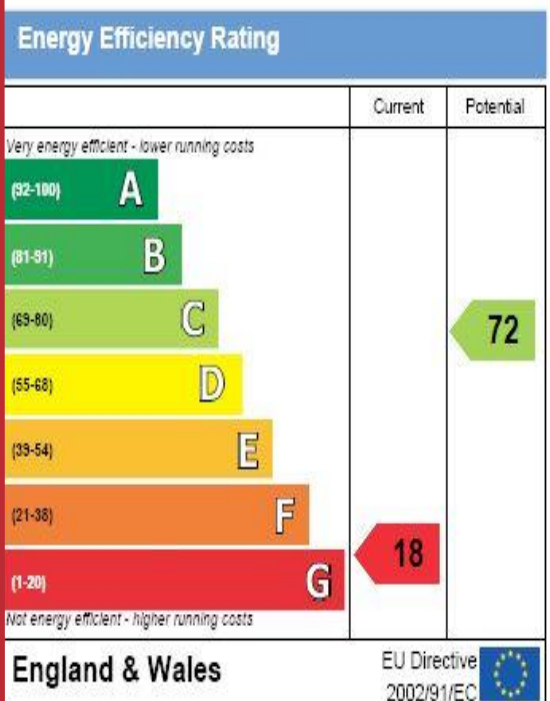 Energy Efficiency Rating
Current Potential
Very energy efficient - lower running costs
(92-100) A
(81-91) B
(69-80) C
72
(55-68) D
(39-54) E
(21-38) F
18
(1-20) G
Not energy efficient - higher running costs
England & Wales
EU Directive
2002/91/EC